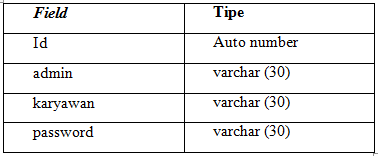 Field Tipe
Id Auto number
admin varchar (30)
karyawan varchar (30)
password varchar (30)